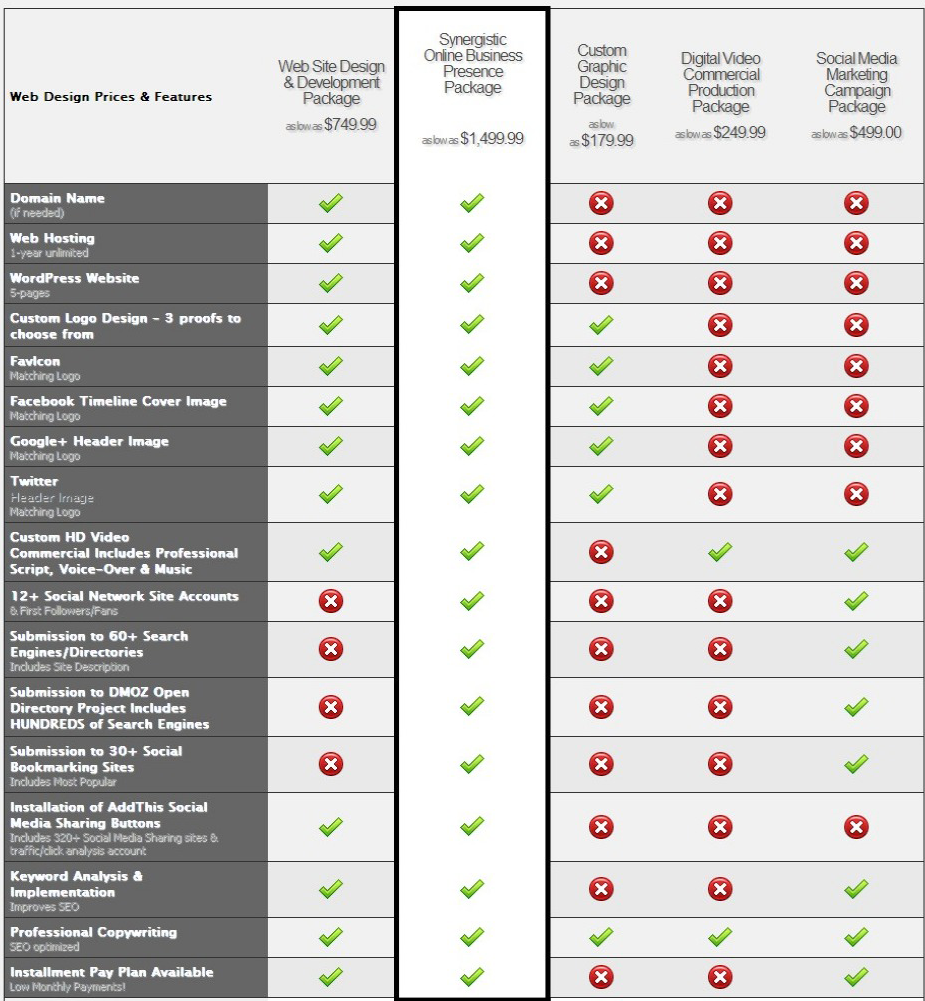 Web Design Prices & Features
Web Site Design
& Development
Package
as low as $749.99
Synergistic
Online Business
Presence
Package
as low as $1,499.99
Custom
Graphic
Design
Package
as low
as $179.99
Digital Video
Commercial
Production
Package
as low as $249.99
Social Media
Marketing
Campaign
Package
as low as $499.00
Domain Name
(if needed)
Web Hosting
1-year unlimited
WordPress Website
5-pages
Custom Logo Design - 3 proofs to
choose from
FavIcon
Matching Logo
Facebook Timeline Cover Image
Matching Logo
Google+ Header Image
Matching Logo
Twitter
Header Image
Matching Logo
Custom HD Video
Commercial Includes Professional
Script, Voice-Over & Music
12+ Social Network Site Accounts
& First Followers/Fans
Submission to 60+ Search
Engines/Directories
Includes Site Description
Submission to DMOZ Open
Directory Project Includes
HUNDREDS of Search Engines
Submission to 30+ Social
Bookmarking Sites
Includes Most Popular
Installation of AddThis Social
Media Sharing Buttons
Includes 320+ Social Media Sharing sites &
traffic/click analysis account
Keyword Analysis &
Implementation
Improves SEO
Professional Copywriting
SEO optimized
Installment Pay Plan Available
Low Monthly Payments!